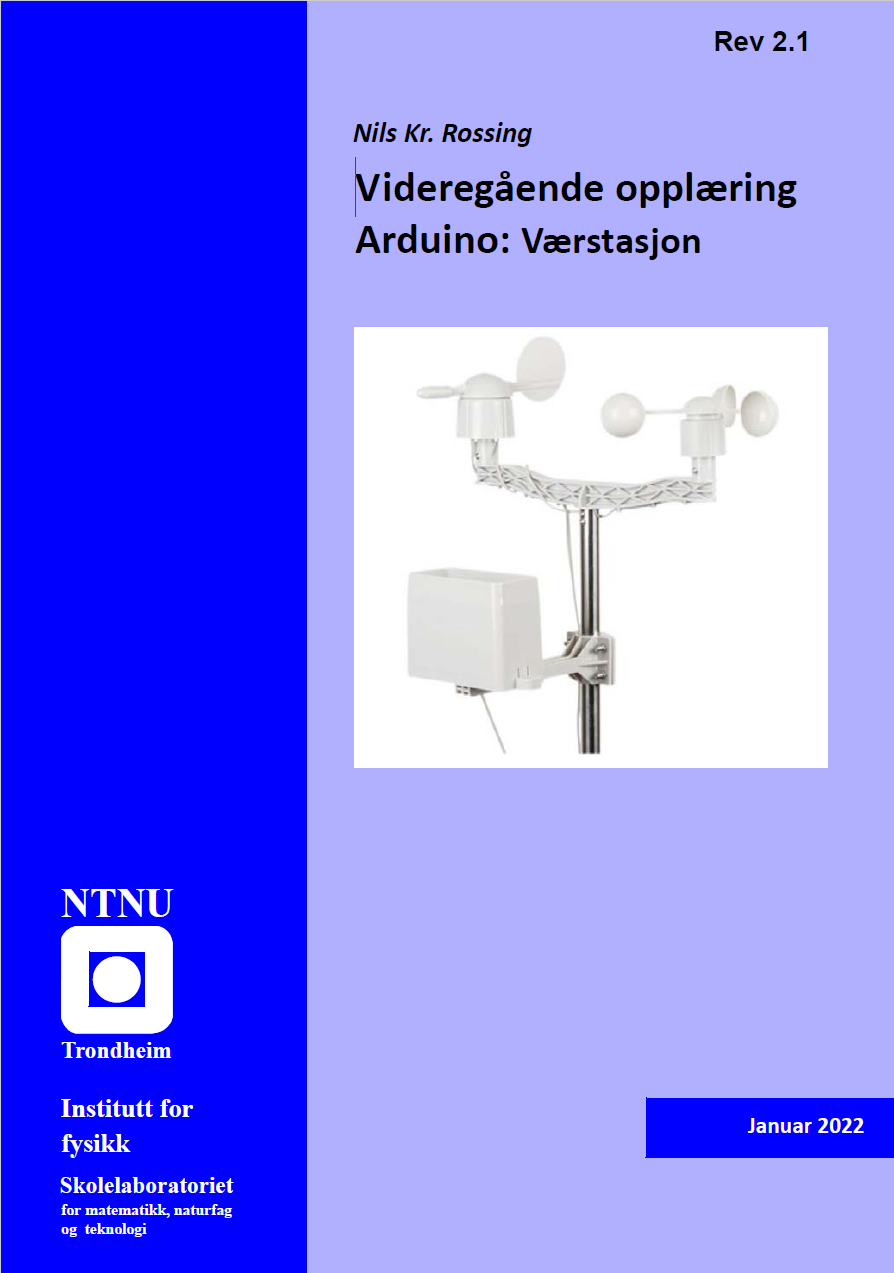 Rev 2.1
Nils Kr. Rossing
Videregående opplæring
Arduino: Værstasjon
NTNU
Trondheim
Institutt for
fysikk
Skolelaboratoriet
for matematikk, naturfag
og teknologi
Januar 2022